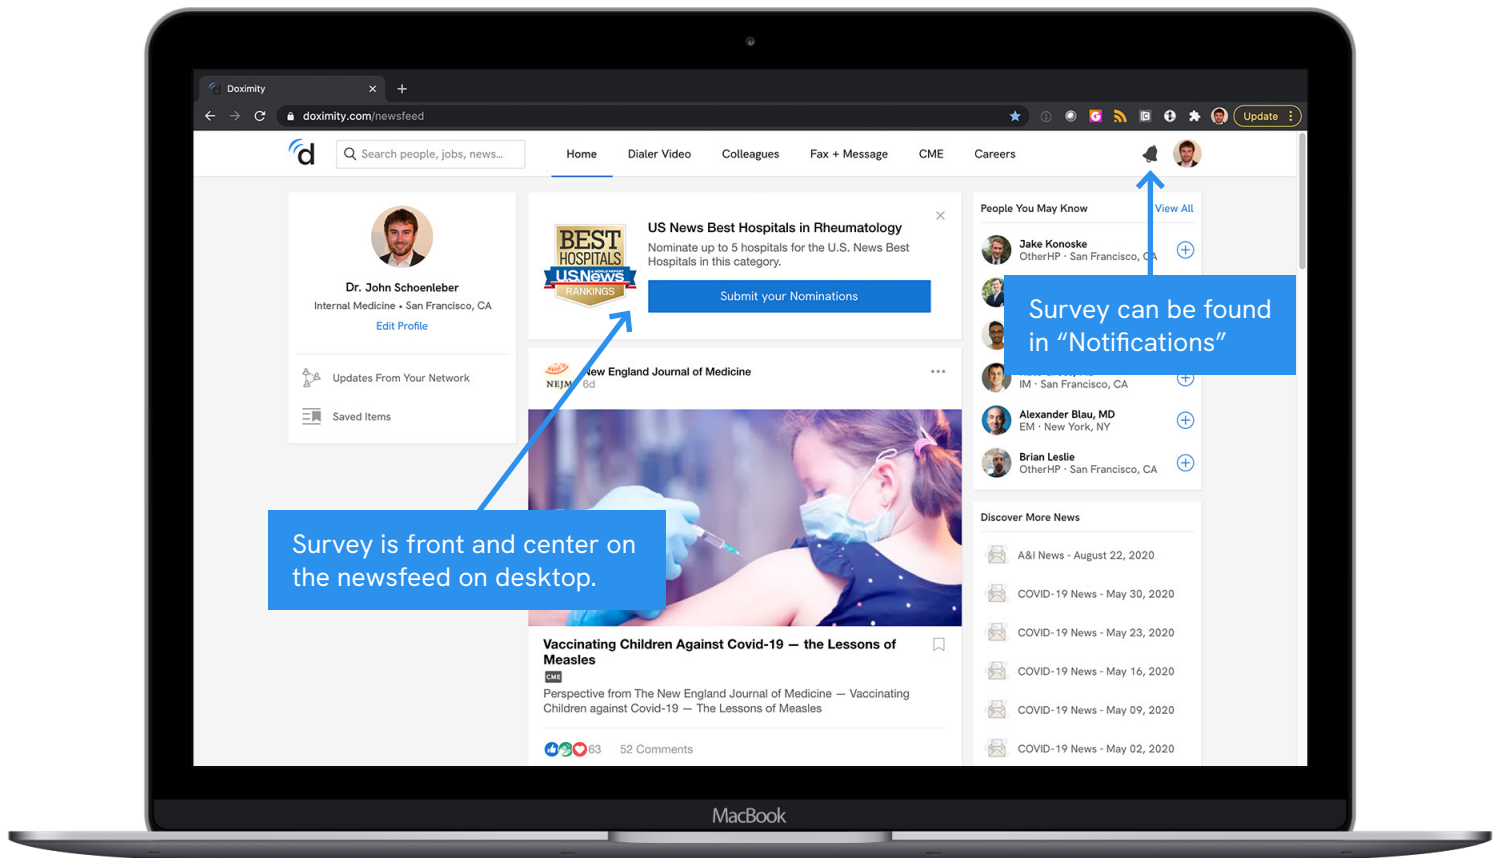 Doximity
doximity.com/newsfeed
Update
d
Search people, jobs, news...
Home
Dialer Video
Colleagues
Fax + Message
CME
Careers
Dr. John Schoenleber
Internal Medicine • San Francisco, CA
Edit Profile
Updates From Your Network
Saved Items
BEST
HOSPITALS
U.S.News
RANKINGS
US News Best Hospitals in Rheumatology
Nominate up to 5 hospitals for the U.S. News Best
Hospitals in this category.
Submit your Nominations
NEJM
New England Journal of Medicine
6d
Survey is front and center on
the newsfeed on desktop.
Vaccinating Children Against Covid-19 — the Lessons of
Measles
CME
Perspective from The New England Journal of Medicine — Vaccinating
Children against Covid-19 — The Lessons of Measles
63
52 Comments
People You May Know
View All
Jake Konoske
OtherHP · San Francisco, CA
Survey can be found
in “Notifications”
IM · San Francisco, CA
Alexander Blau, MD
EM · New York, NY
Brian Leslie
OtherHP · San Francisco, CA
Discover More News
A&I News - August 22, 2020
COVID-19 News - May 30, 2020
COVID-19 News - May 23, 2020
COVID-19 News - May 16, 2020
COVID-19 News - May 09, 2020
COVID-19 News - May 02, 2020
MacBook